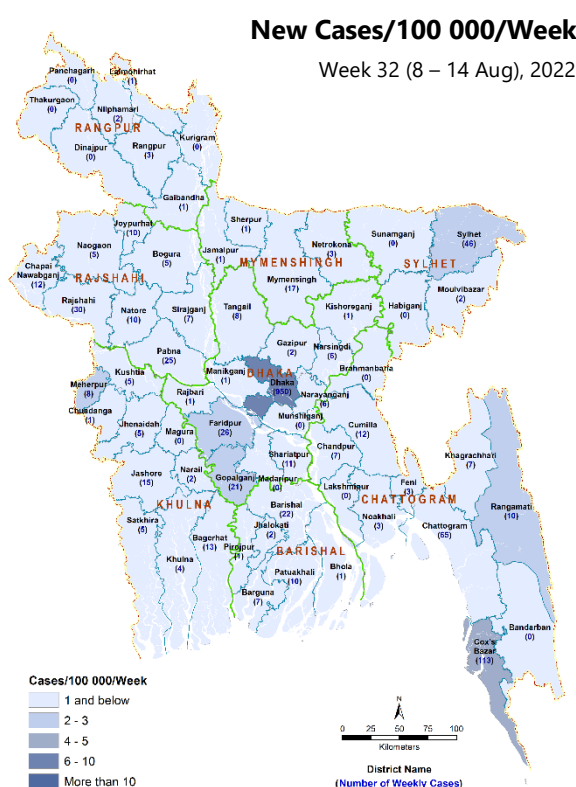 New Cases/100 000/Week
Week 32 (8 – 14 Aug), 2022
Panchagarh
(0)
Lalmonirhat
(1)
Thakurgaon
(0)
Nilphamari
(2)
RANGPUR
Dinajpur
(0)
Rangpur
(3)
Kurigram
(0)
Gaibandha
(1)
Joypurhat
(10)
Naogaon
(5)
Bogura
(5)
Jamalpur
(1)
Sherpur
(1)
Netrokona
(3)
Sunamganj
(0)
Sylhet
(46)
MYMENSINGH
SYLHET
Chapai
Nawabganj
(12)
RAJSHAHI
Mymensingh
(17)
Moulvibazar
(2)
Rajshahi
(30)
Natore
(10)
Sirajganj
(7)
Tangail
(8)
Kishoreganj
(1)
Habiganj
(0)
Pabna
(25)
Gazipur
(2)
Narsingdi
(6)
Brahmanbaria
(0)
Meherpur
(8)
Kushtia
(5)
Manikganj
(1)
DHAKA
Dhaka
(950)
Narayanganj
(6)
Chuadanga
Rajbari
(1)
Munshiganj
(0)
Jhenaidah
(5)
Magura
(0)
Faridpur
(26)
Cumilla
(12)
Chandpur
(7)
Khagrachhari
(7)
Shariatpur
(11)
Jashore
(15)
Narail
(2)
Gopalganj
(21)
Madaripur
(0)
Lakshmipur
(0)
Feni
(3)
CHATTOGRAM
Rangamati
(10)
KHULNA
Barishal
(22)
Noakhali
(3)
Chattogram
(65)
Satkhira
(5)
Jhalokati
(2)
Bagerhat
(13)
Pirojpur
(1)
BARISHAL
Khulna
(4)
Patuakhali
(10)
Bhola
(1)
Barguna
(7)
Bandarban
(0)
Cox's
Bazar
(113)
Cases/100 000/Week
1 and below
2 - 3
4 - 5
6 - 10
More than 10
N
0 25 50 75 100
Kilometers
District Name
(Number of Weekly Cases)
1